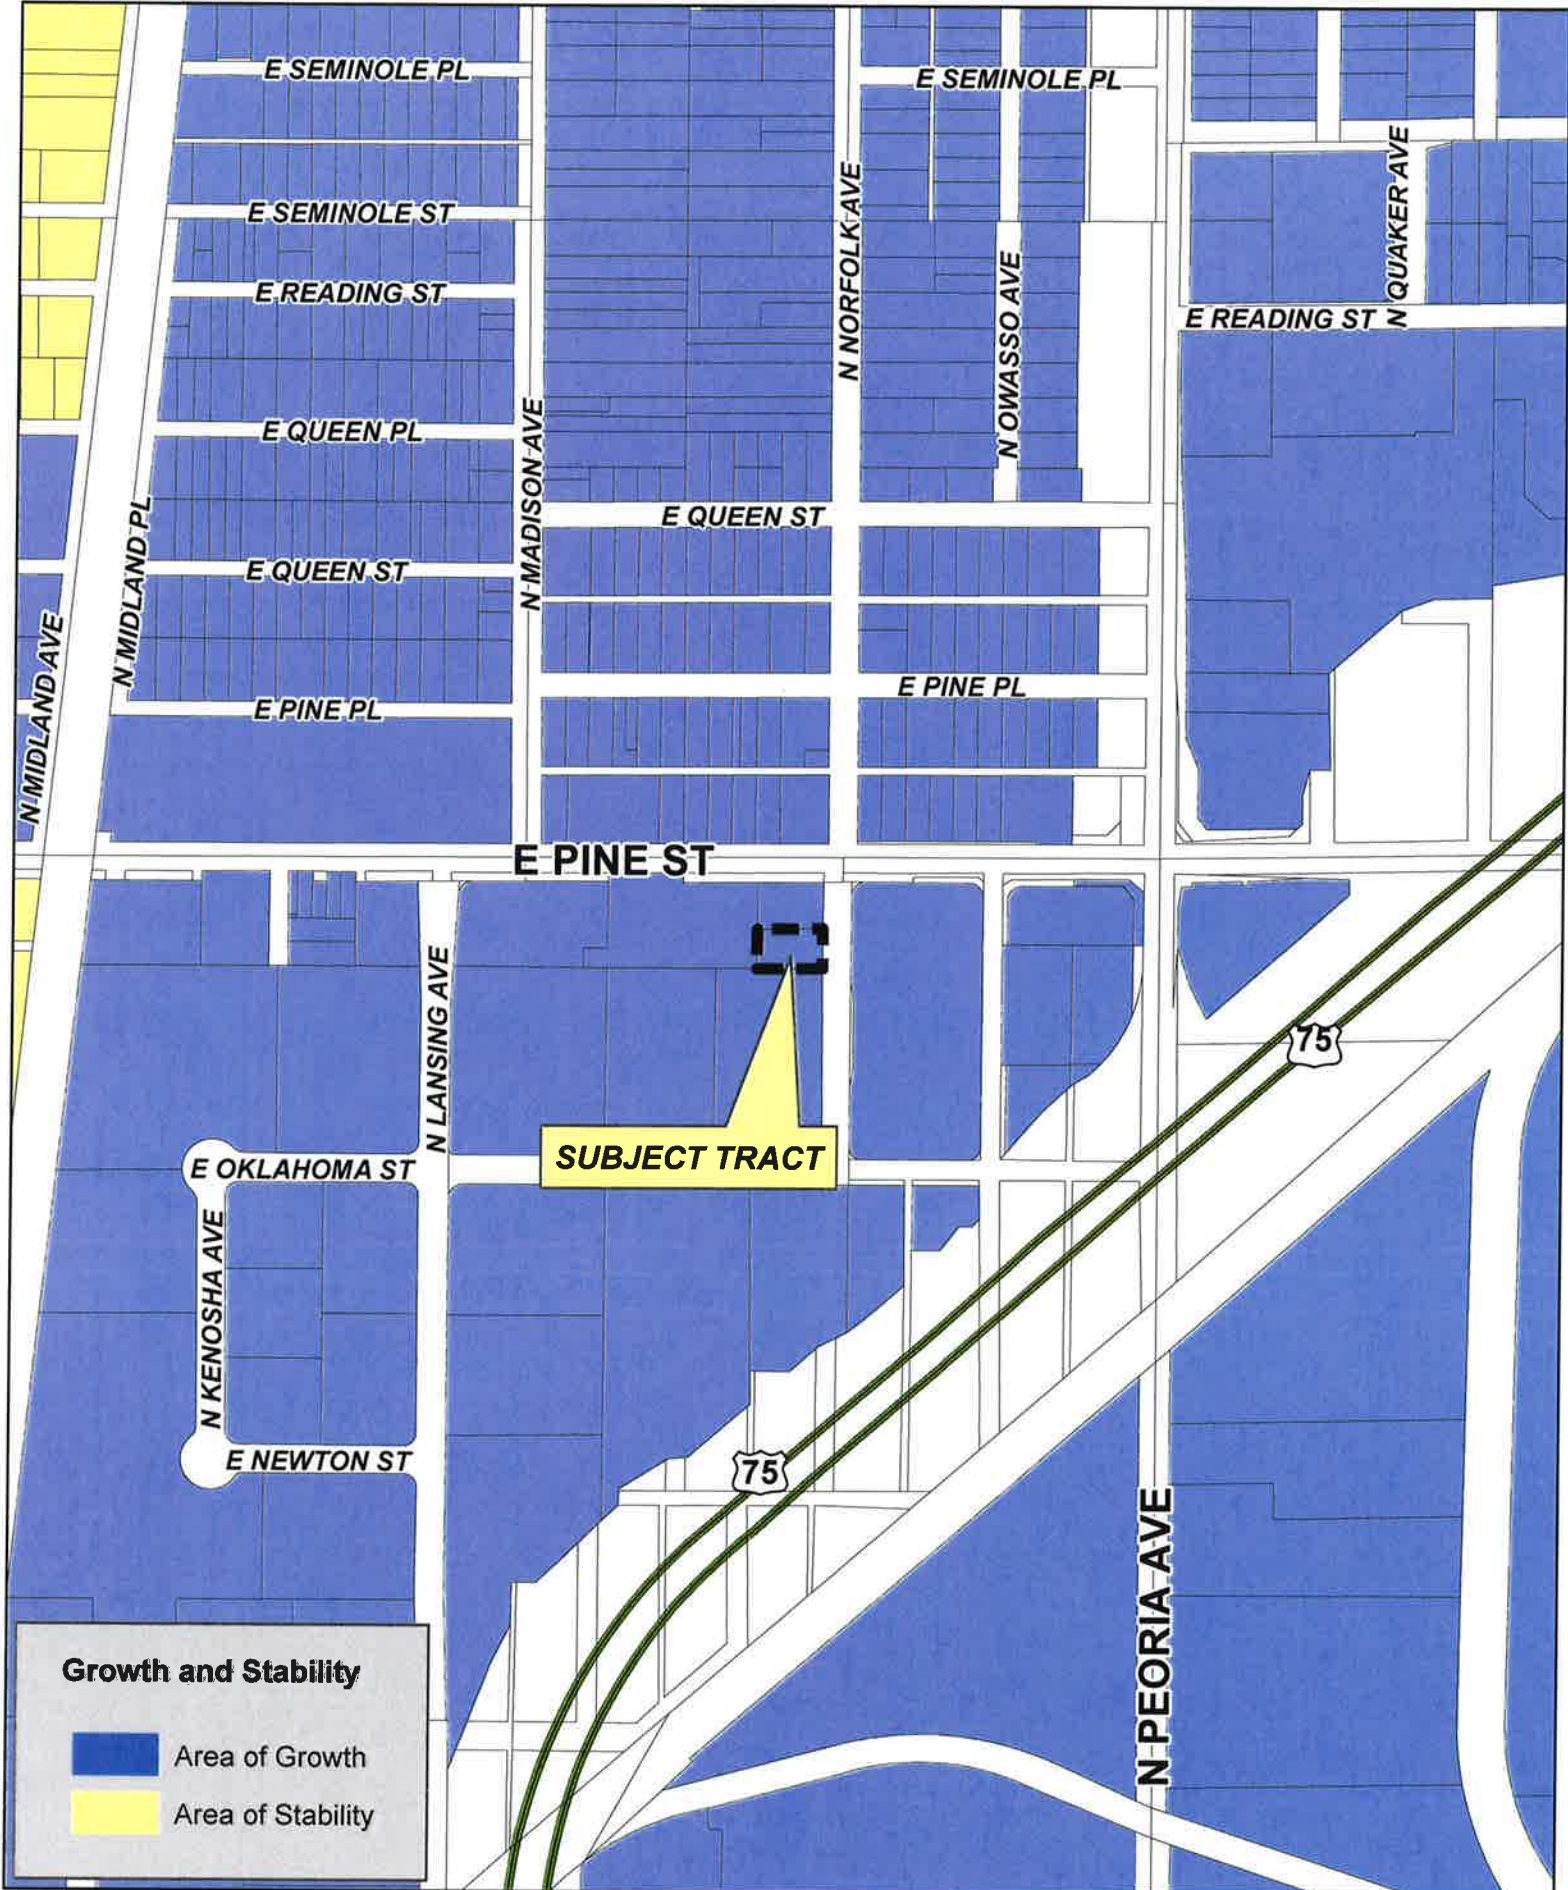 E SEMINOLE PL
E SEMINOLE PL
N QUAKER AVE
E SEMINOLE ST
N NORFOLK AVE
E READING ST
N OWASSO AVE
E READING ST
E QUEEN PL
N MADISON AVE
E QUEEN ST
N MIDLAND PL
E QUEEN ST
N MIDLAND AVE
E PINE PL
E PINE PL
E PINE ST
N LANSING AVE
75
SUBJECT TRACT
E OKLAHOMA ST
N KENOSHA AVE
E NEWTON ST
75
N PEORIA AVE
Growth and Stability
Area of Growth
Area of Stability